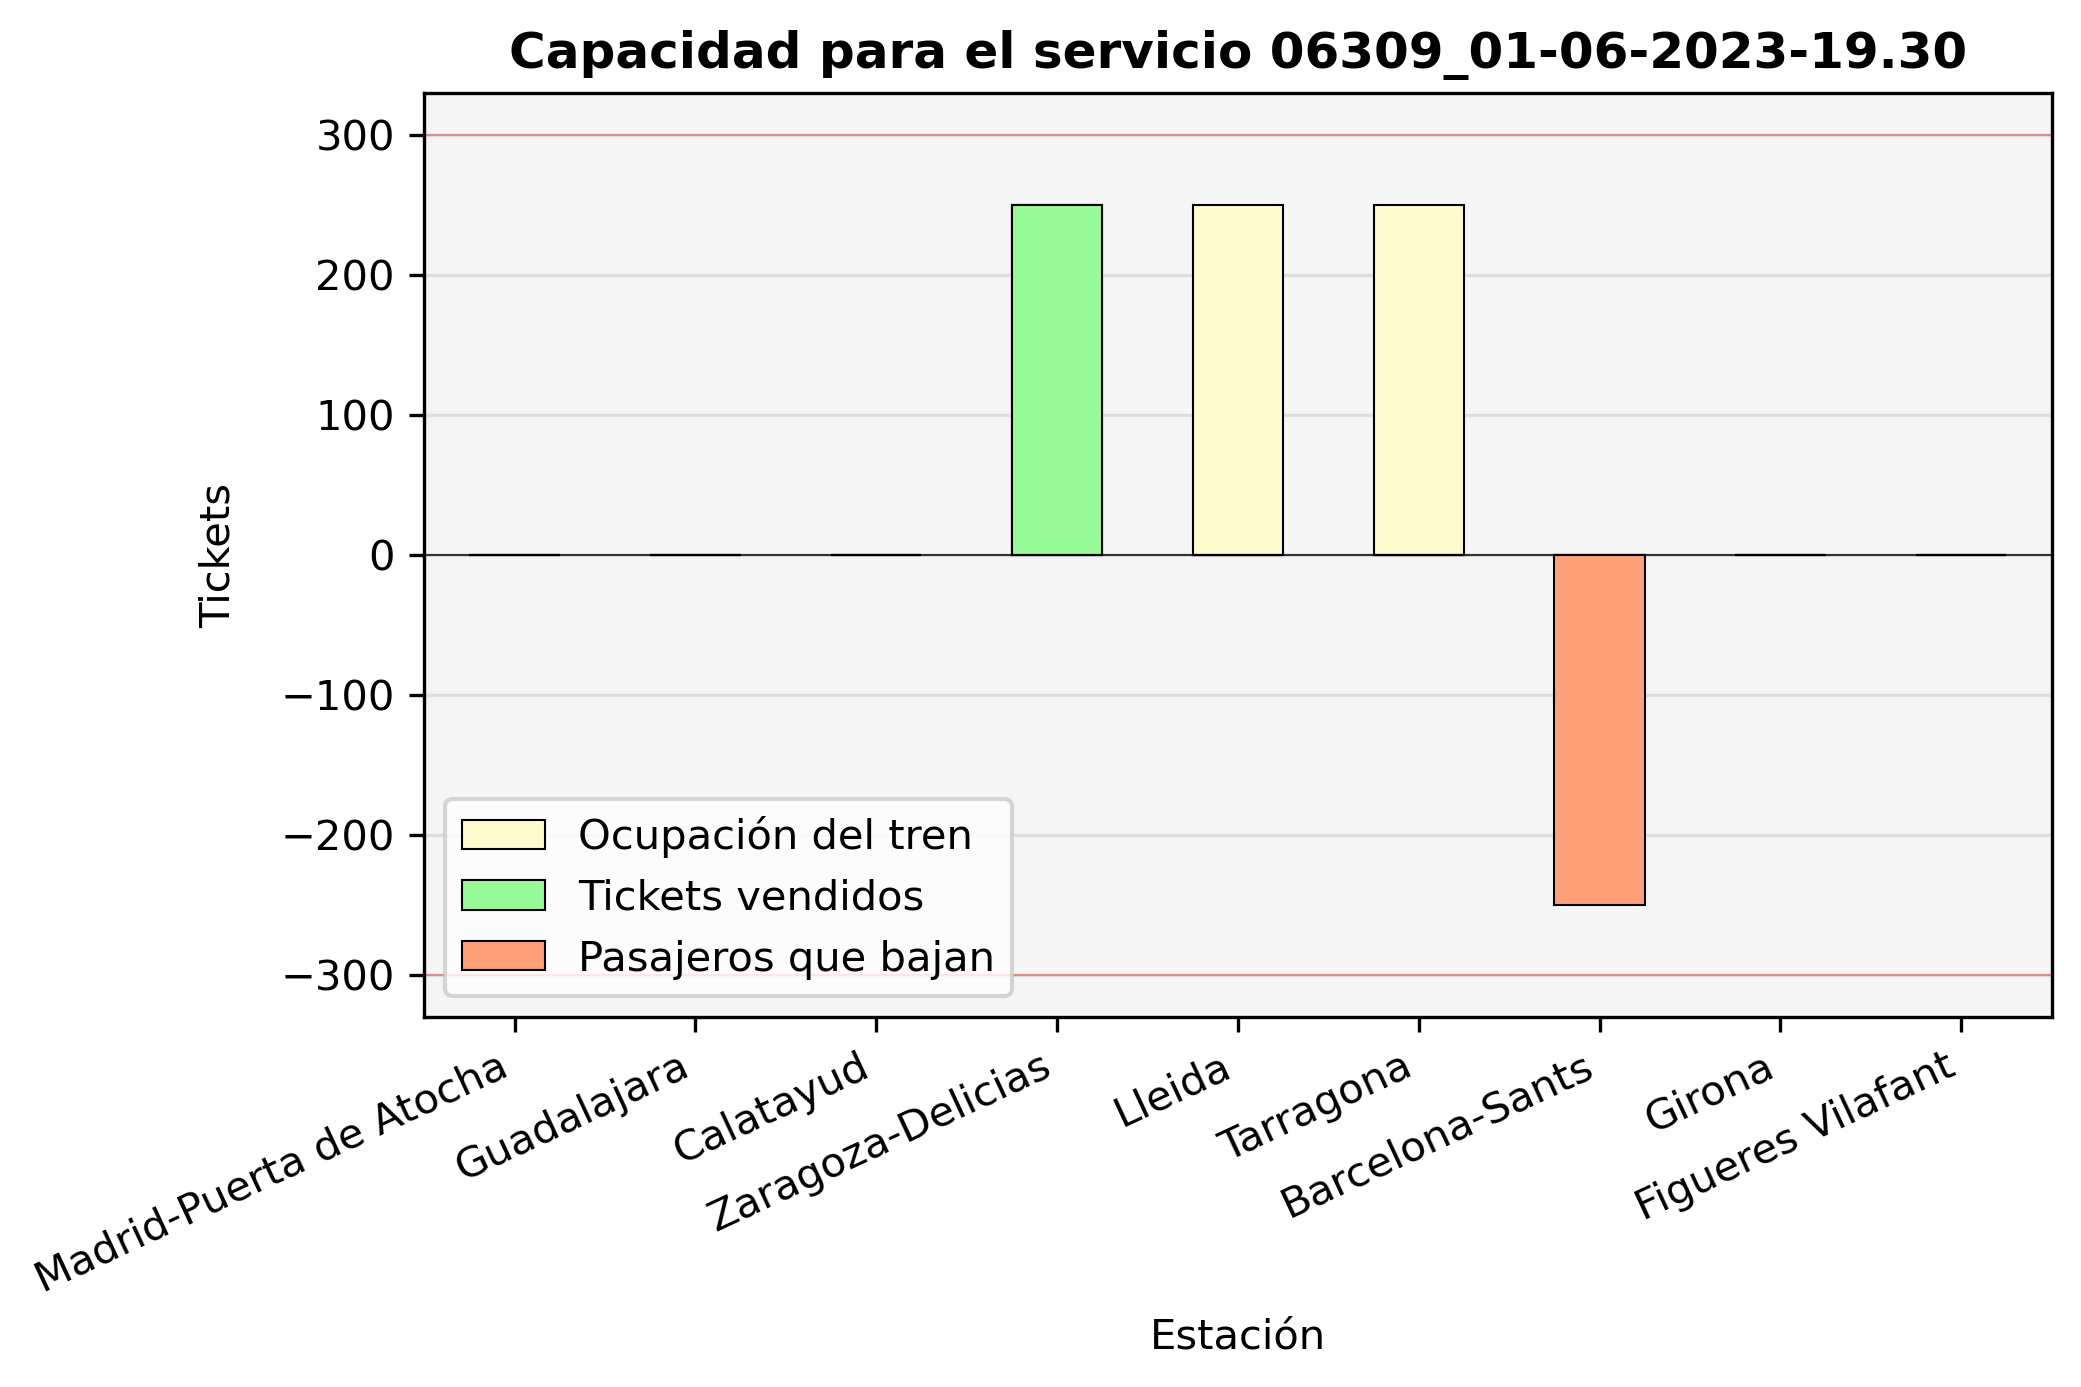 Capacidad para el servicio 06309_01-06-2023-19.30
300
200
100
0
−100
−200
−300
Tickets
Ocupación del tren
Tickets vendidos
Pasajeros que bajan
Madrid-Puerta de Atocha
Guadalajara
Calatayud
Zaragoza-Delicias
Lleida
Tarragona
Barcelona-Sants
Girona
Figueres Vilafant
Estación